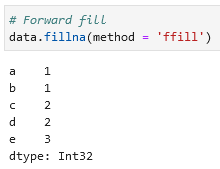 # Forward fill
data.fillna(method = 'ffill')
a    1
b    1
c    2
d    2
e    3
dtype: Int32